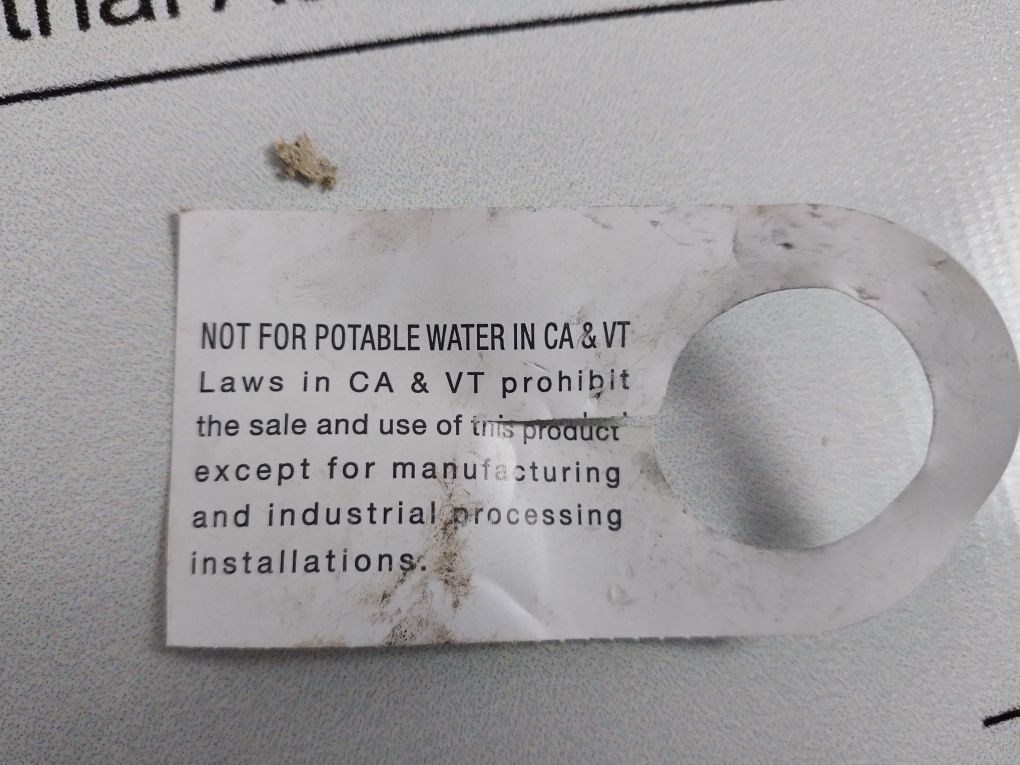 NOT FOR POTABLE WATER IN CA & VT
Laws in CA & VT prohibit
the sale and use of this product
except for manufacturing
and industrial processing
installations.